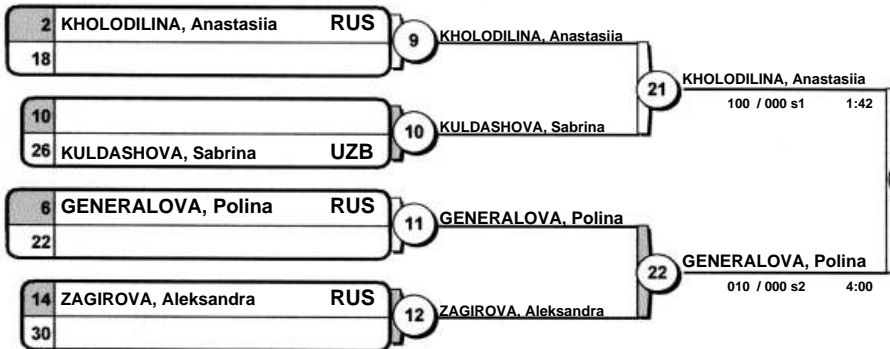 2 KHOLODILINA, Anastasiia RUS
18
9
KHOLODILINA, Anastasiia
10
26 KULDASHOVA, Sabrina UZB
10
KULDASHOVA, Sabrina
21
KHOLODILINA, Anastasiia
100 / 000 s1 1:42
6 GENERALOVA, Polina RUS
22
11
GENERALOVA, Polina
14 ZAGIROVA, Aleksandra RUS
30
12
ZAGIROVA, Aleksandra
22
GENERALOVA, Polina
010 / 000 s2 4:00